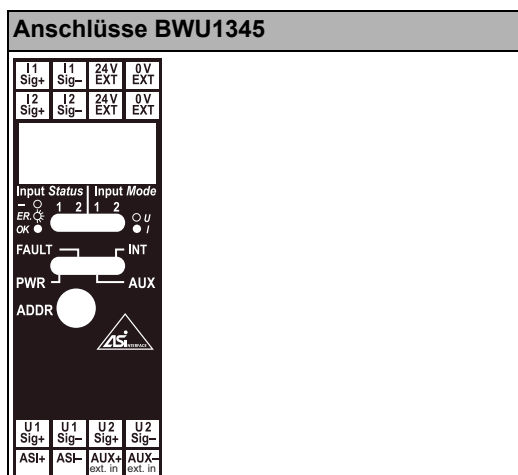 Anschlüsse BWU1345
I1 Sig+ I1 Sig– 24V EXT 0V EXT
I2 Sig+ I2 Sig– 24V EXT 0V EXT
Input Status Input Mode
– 1 2 1 2
ER. U
OK I
FAULT INT
PWR AUX
ADDR
ASi INTERFACE
U1 Sig+ U1 Sig– U2 Sig+ U2 Sig–
ASI+ ASI– AUX+ ext. in AUX– ext. in